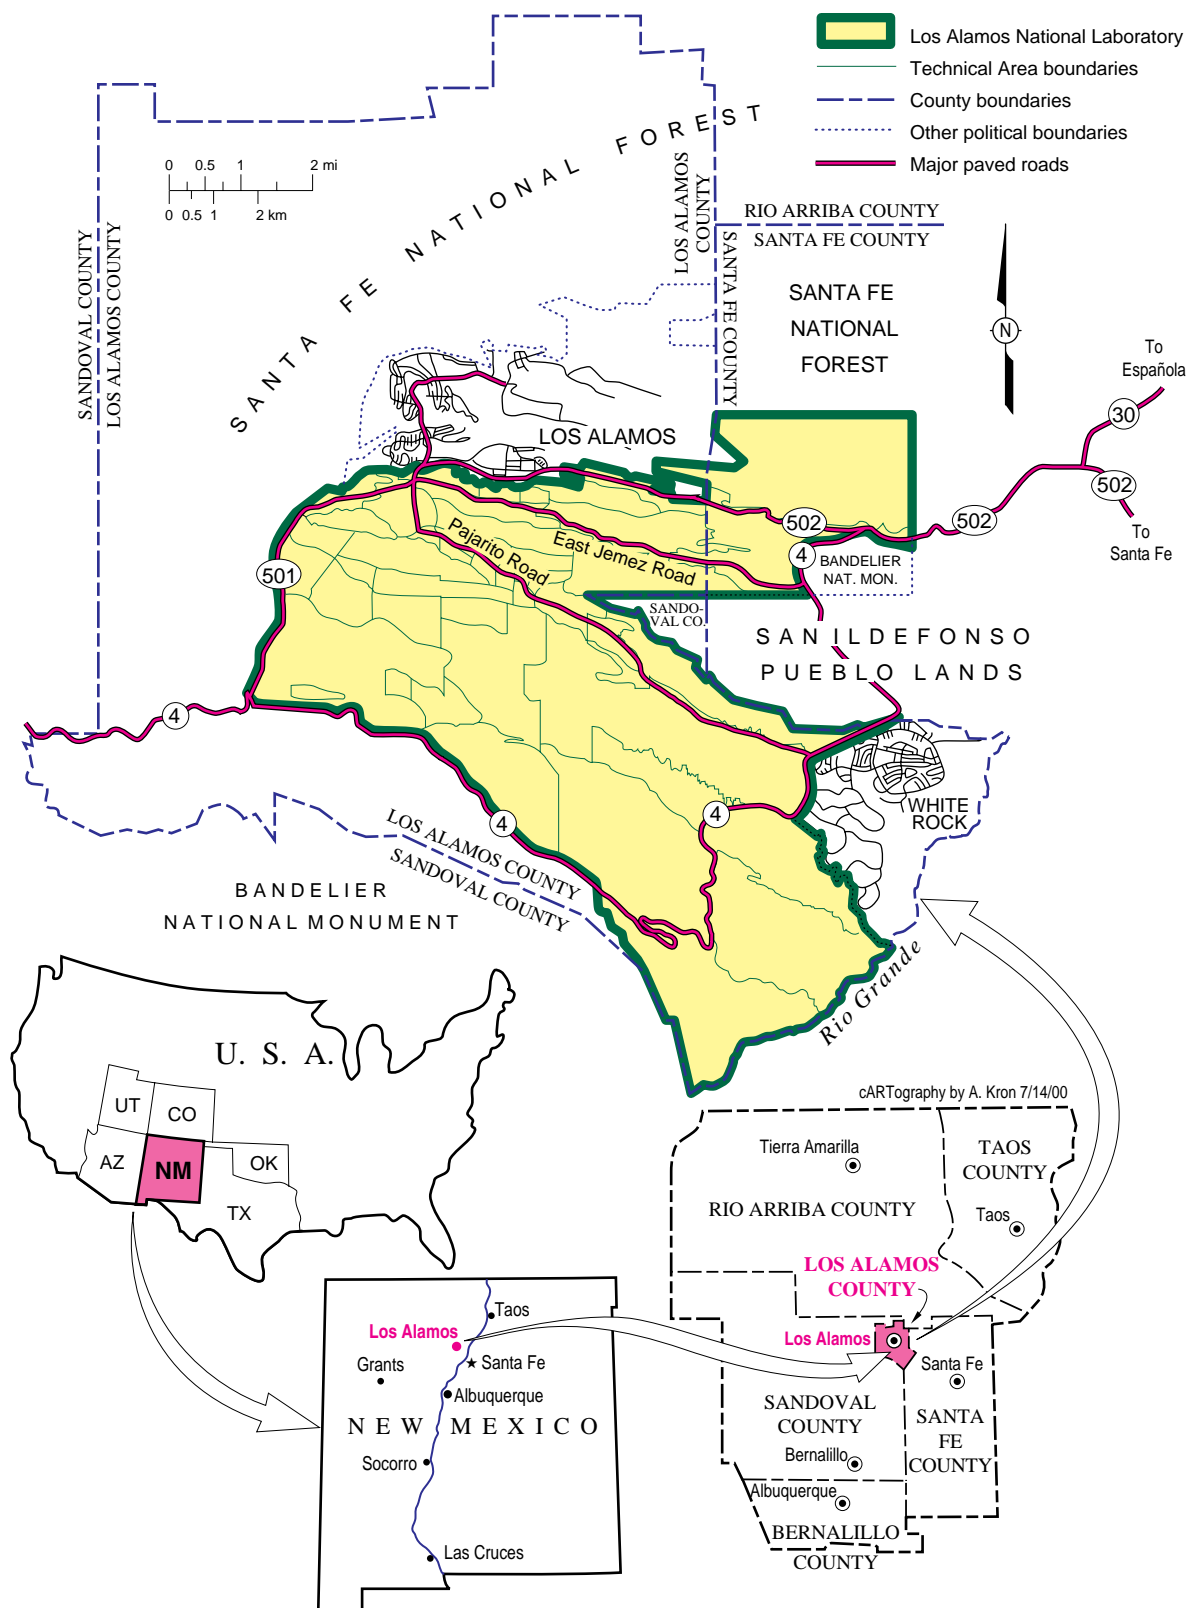 Los Alamos National Laboratory
Technical Area boundaries
County boundaries
Other political boundaries
Major paved roads
0 0.5 1 2 mi
0 0.5 1 2 km
SANTA FE NATIONAL FOREST
SANDOVAL COUNTY
LOS ALAMOS COUNTY
LOS ALAMOS
COUNTY
SANTA FE COUNTY
RIO ARRIBA COUNTY
SANTA FE COUNTY
SANTA FE
NATIONAL
FOREST
N
To
Española
30
502
To
Santa Fe
502
502
LOS ALAMOS
4
BANDELIER
NAT. MON.
East Jemez Road
Pajarito Road
501
SANDO-
VAL CO.
SAN ILDEFONSO
PUEBLO LANDS
4
WHITE
ROCK
4
4
LOS ALAMOS COUNTY
SANDOVAL COUNTY
BANDELIER
NATIONAL MONUMENT
Rio Grande
U. S. A.
UT
CO
AZ
NM
OK
TX
cARTography by A. Kron 7/14/00
Tierra Amarilla
TAOS
COUNTY
RIO ARRIBA COUNTY
Taos
LOS ALAMOS
COUNTY
Los Alamos
Santa Fe
SANDOVAL
COUNTY
SANTA
FE
COUNTY
Bernalillo
Albuquerque
BERNALILLO
COUNTY
Taos
Los Alamos
Grants
Santa Fe
Albuquerque
NEW MEXICO
Socorro
Las Cruces